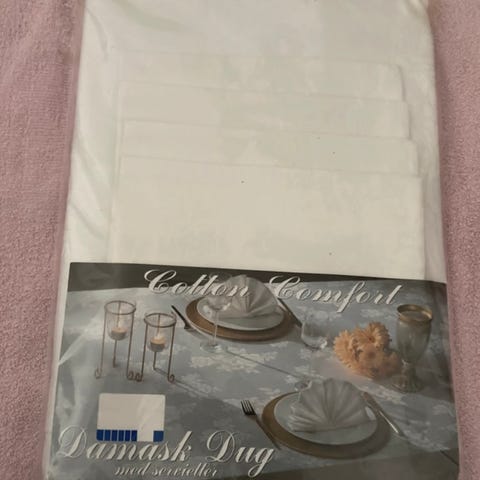 Cotton Comfort
Damask Dug
med servietter